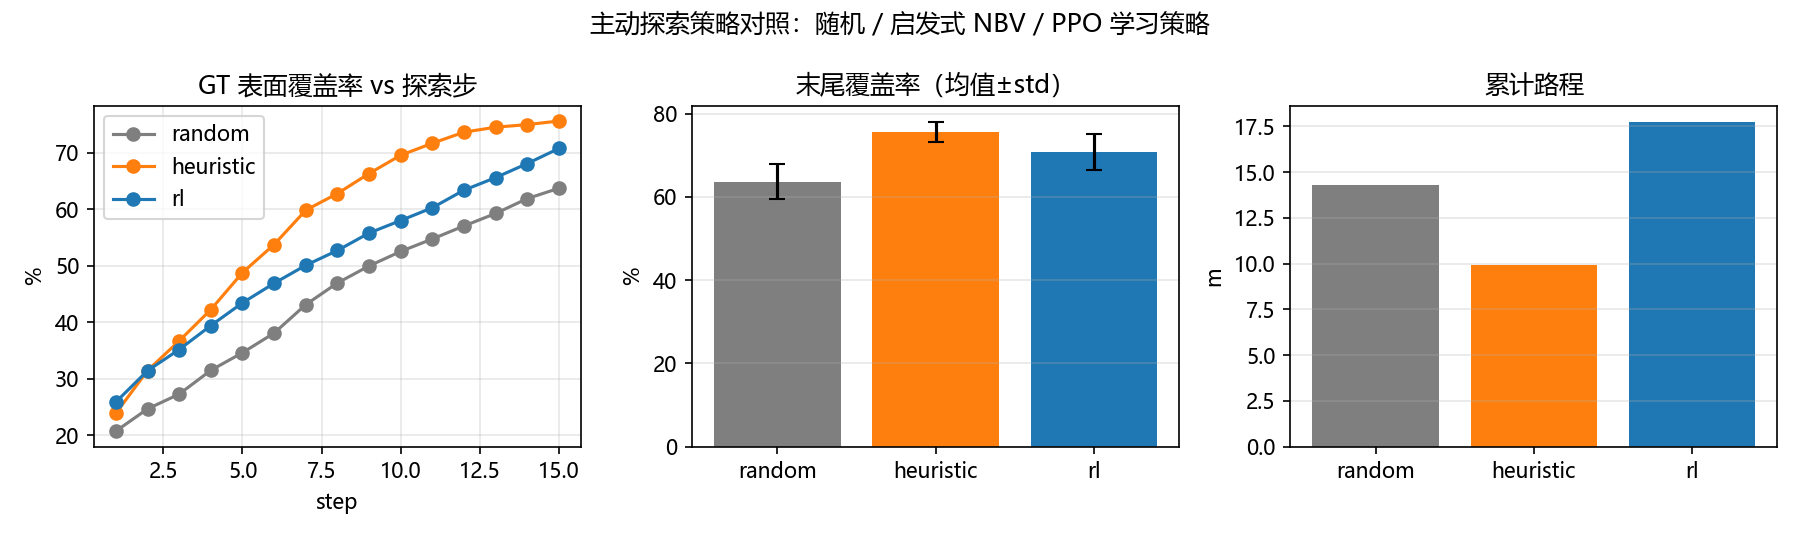 主动探索策略对照：随机 / 启发式 NBV / PPO 学习策略
GT 表面覆盖率 vs 探索步
%
70
60
50
40
30
20
random
heuristic
rl
2.5
5.0
7.5
10.0
12.5
15.0
step
末尾覆盖率（均值±std）
%
80
60
40
20
0
random
heuristic
rl
累计路程
m
17.5
15.0
12.5
10.0
7.5
5.0
2.5
0.0
random
heuristic
rl